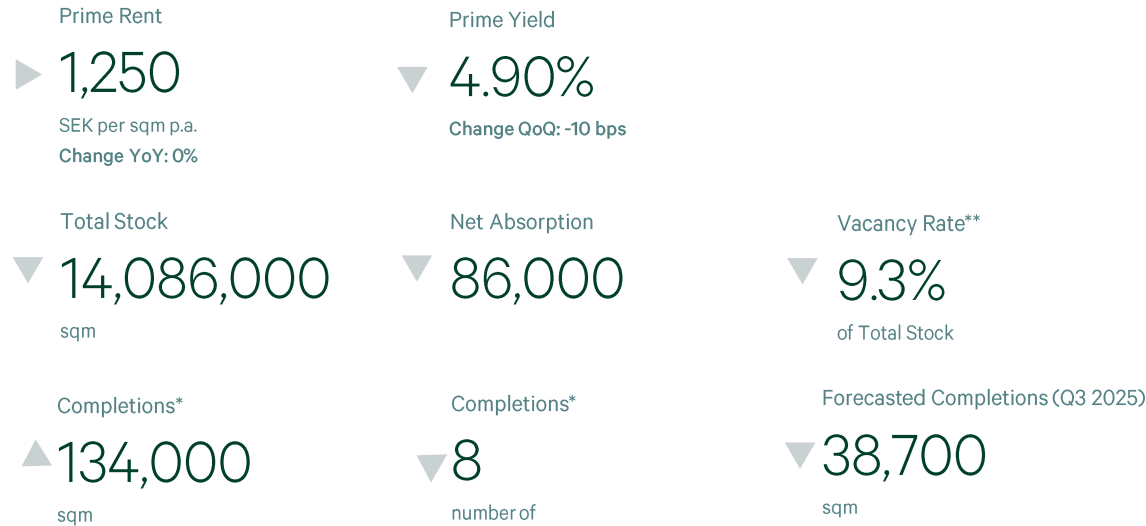 Prime Rent
1,250
SEK per sqm p.a.
Change YoY: 0%
Prime Yield
4.90%
Change QoQ: -10 bps
Total Stock
14,086,000
sqm
Net Absorption
86,000
Vacancy Rate**
9.3%
of Total Stock
Completions*
134,000
sqm
Completions*
8
number of
Forecasted Completions (Q3 2025)
38,700
sqm